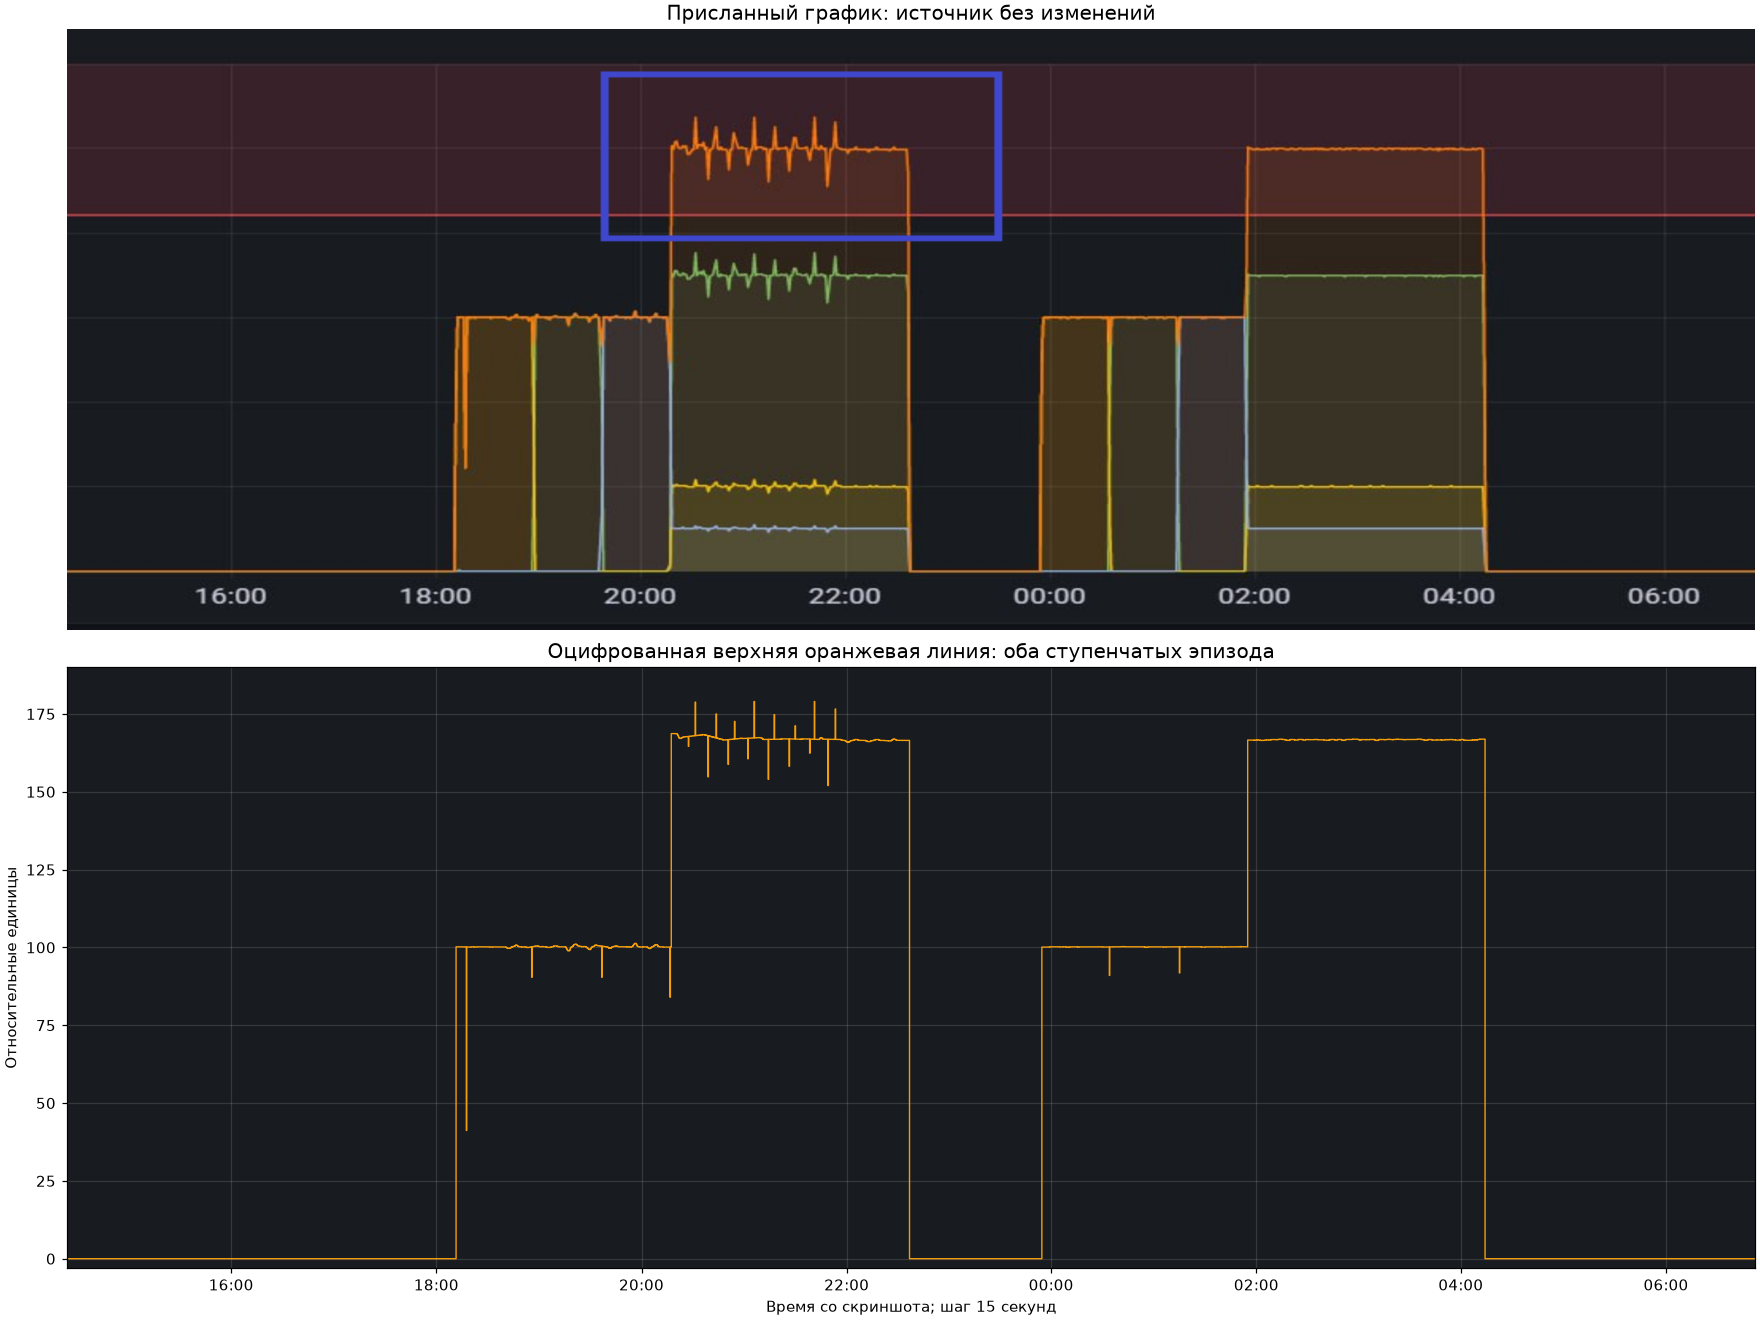 Присланный график: источник без изменений
16:00 18:00 20:00 22:00 00:00 02:00 04:00 06:00
Оцифрованная верхняя оранжевая линия: оба ступенчатых эпизода
175
150
125
100
75
50
25
0
Относительные единицы
16:00 18:00 20:00 22:00 00:00 02:00 04:00 06:00
Время со скриншота; шаг 15 секунд